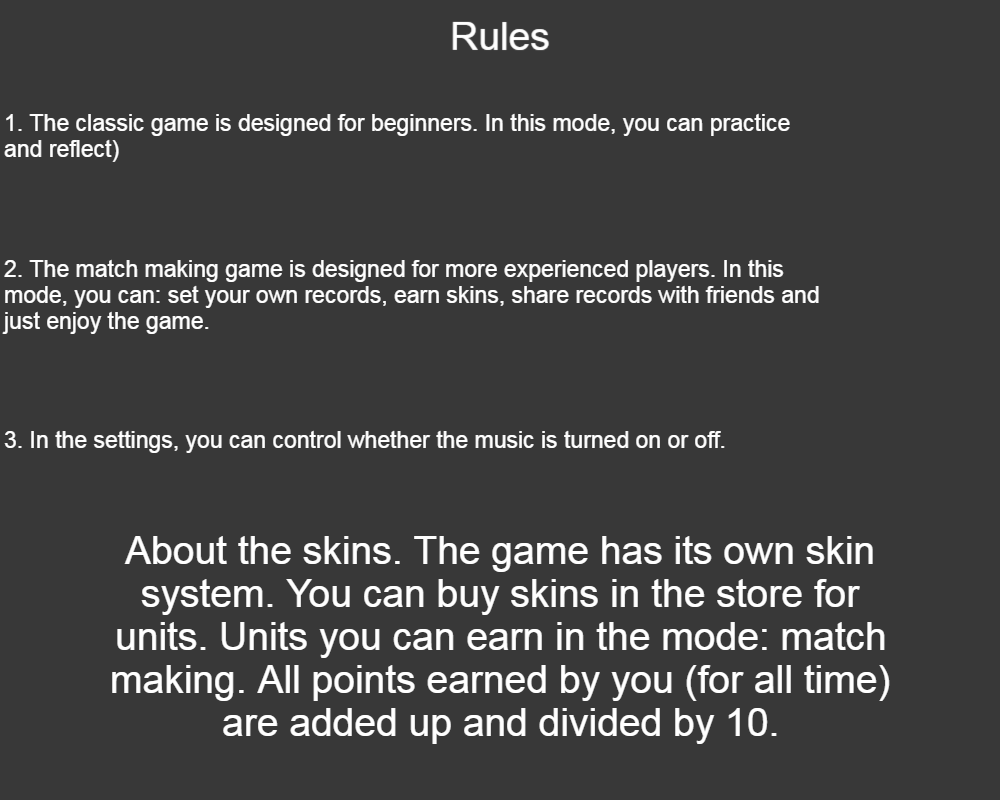 Rules
1. The classic game is designed for beginners. In this mode, you can practice
and reflect)
2. The match making game is designed for more experienced players. In this
mode, you can: set your own records, earn skins, share records with friends and
just enjoy the game.
3. In the settings, you can control whether the music is turned on or off.
About the skins. The game has its own skin
system. You can buy skins in the store for
units. Units you can earn in the mode: match
making. All points earned by you (for all time)
are added up and divided by 10.